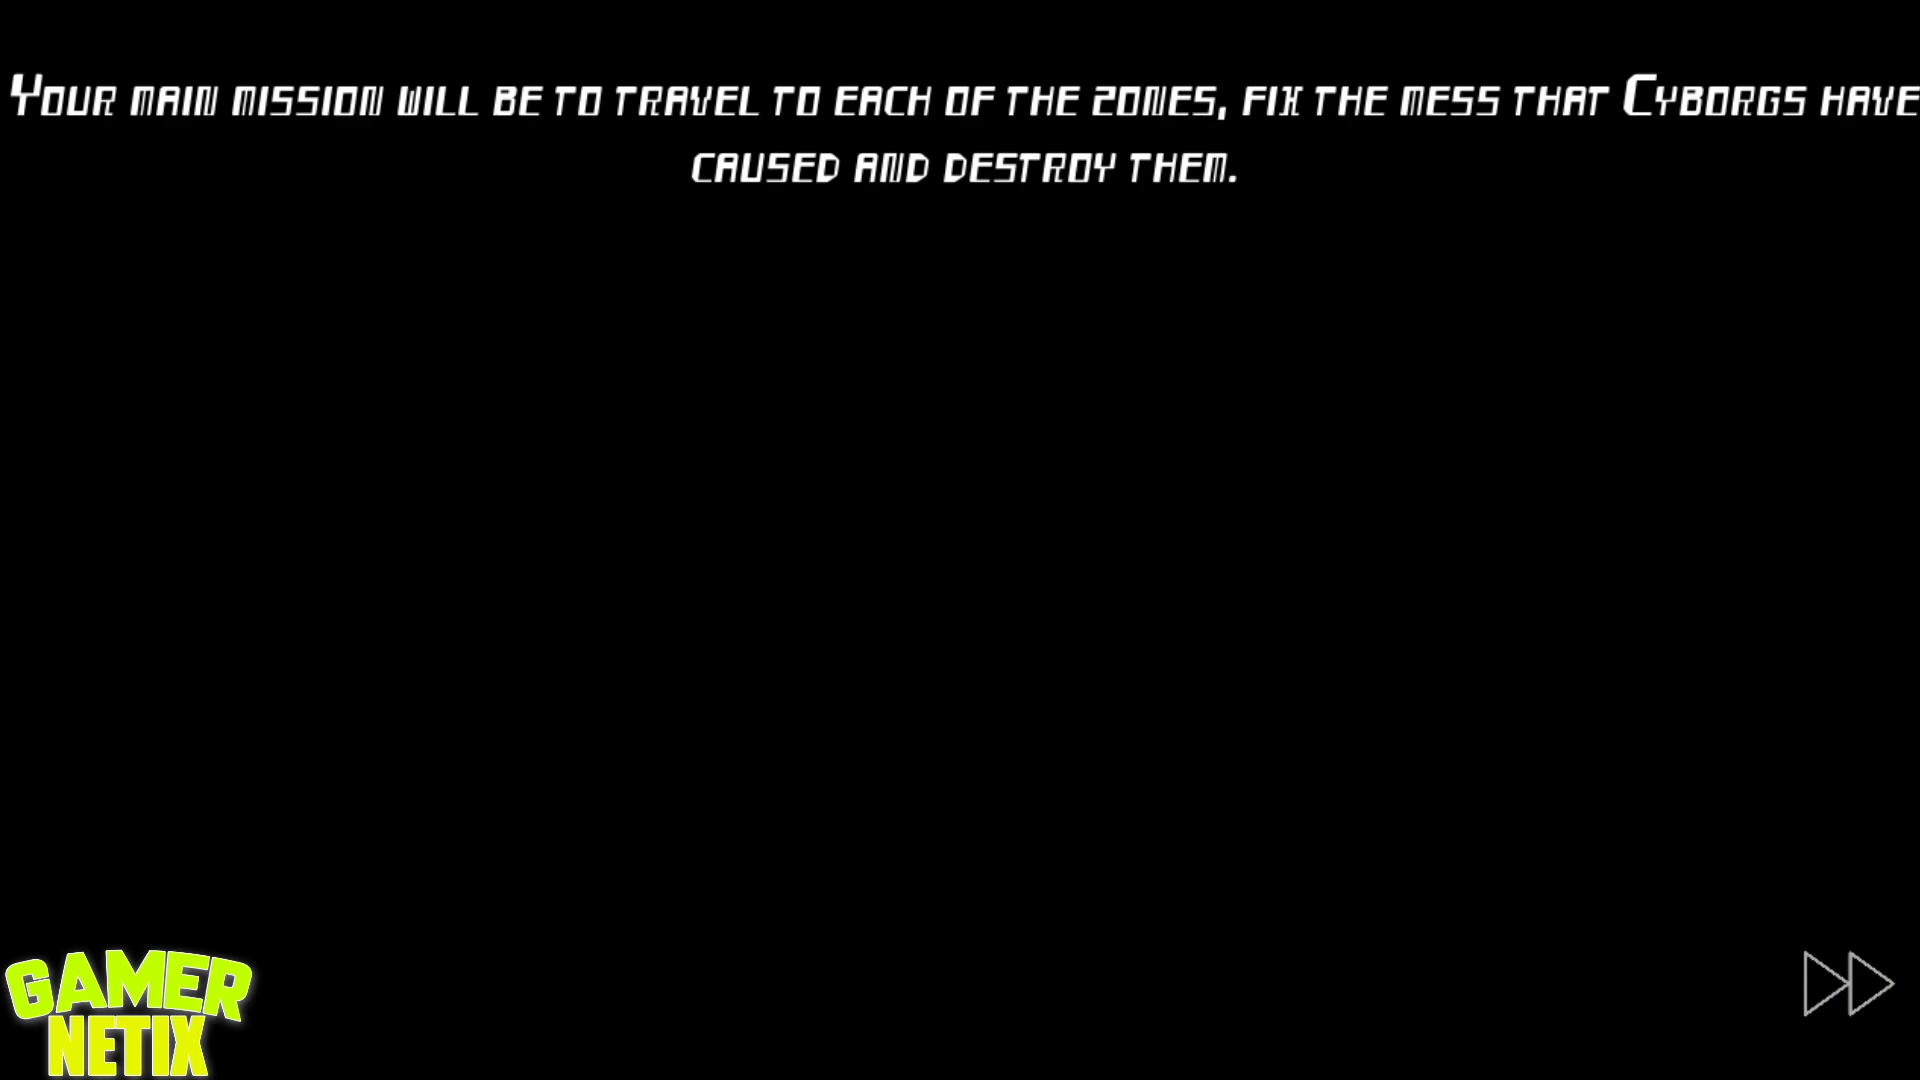 Your main mission will be to travel to each of the zones, fix the mess that Cyborgs have
caused and destroy them.
GAMER
NETIX